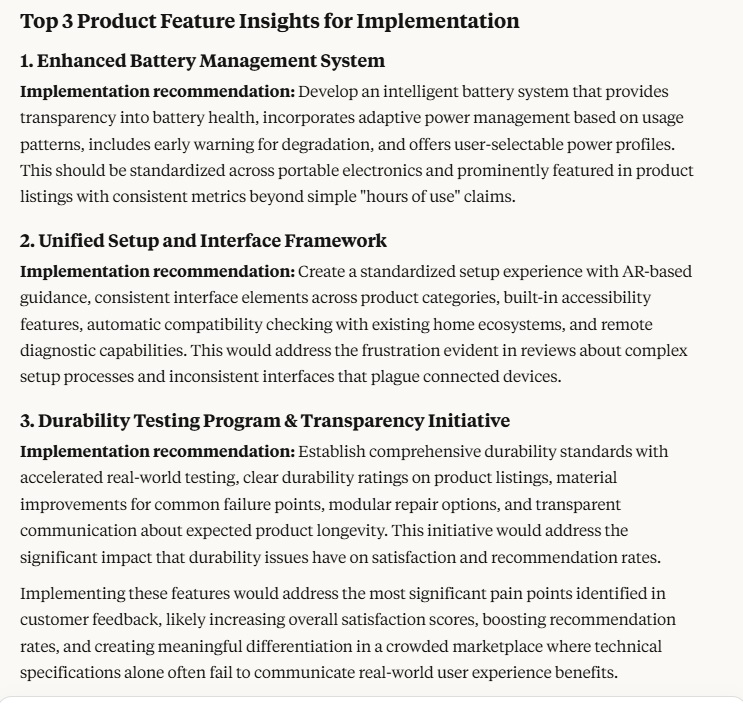 Top 3 Product Feature Insights for Implementation
1. Enhanced Battery Management System
Implementation recommendation: Develop an intelligent battery system that provides
transparency into battery health, incorporates adaptive power management based on usage
patterns, includes early warning for degradation, and offers user-selectable power profiles.
This should be standardized across portable electronics and prominently featured in product
listings with consistent metrics beyond simple "hours of use" claims.
2. Unified Setup and Interface Framework
Implementation recommendation: Create a standardized setup experience with AR-based
guidance, consistent interface elements across product categories, built-in accessibility
features, automatic compatibility checking with existing home ecosystems, and remote
diagnostic capabilities. This would address the frustration evident in reviews about complex
setup processes and inconsistent interfaces that plague connected devices.
3. Durability Testing Program & Transparency Initiative
Implementation recommendation: Establish comprehensive durability standards with
accelerated real-world testing, clear durability ratings on product listings, material
improvements for common failure points, modular repair options, and transparent
communication about expected product longevity. This initiative would address the
significant impact that durability issues have on satisfaction and recommendation rates.
Implementing these features would address the most significant pain points identified in
customer feedback, likely increasing overall satisfaction scores, boosting recommendation
rates, and creating meaningful differentiation in a crowded marketplace where technical
specifications alone often fail to communicate real-world user experience benefits.